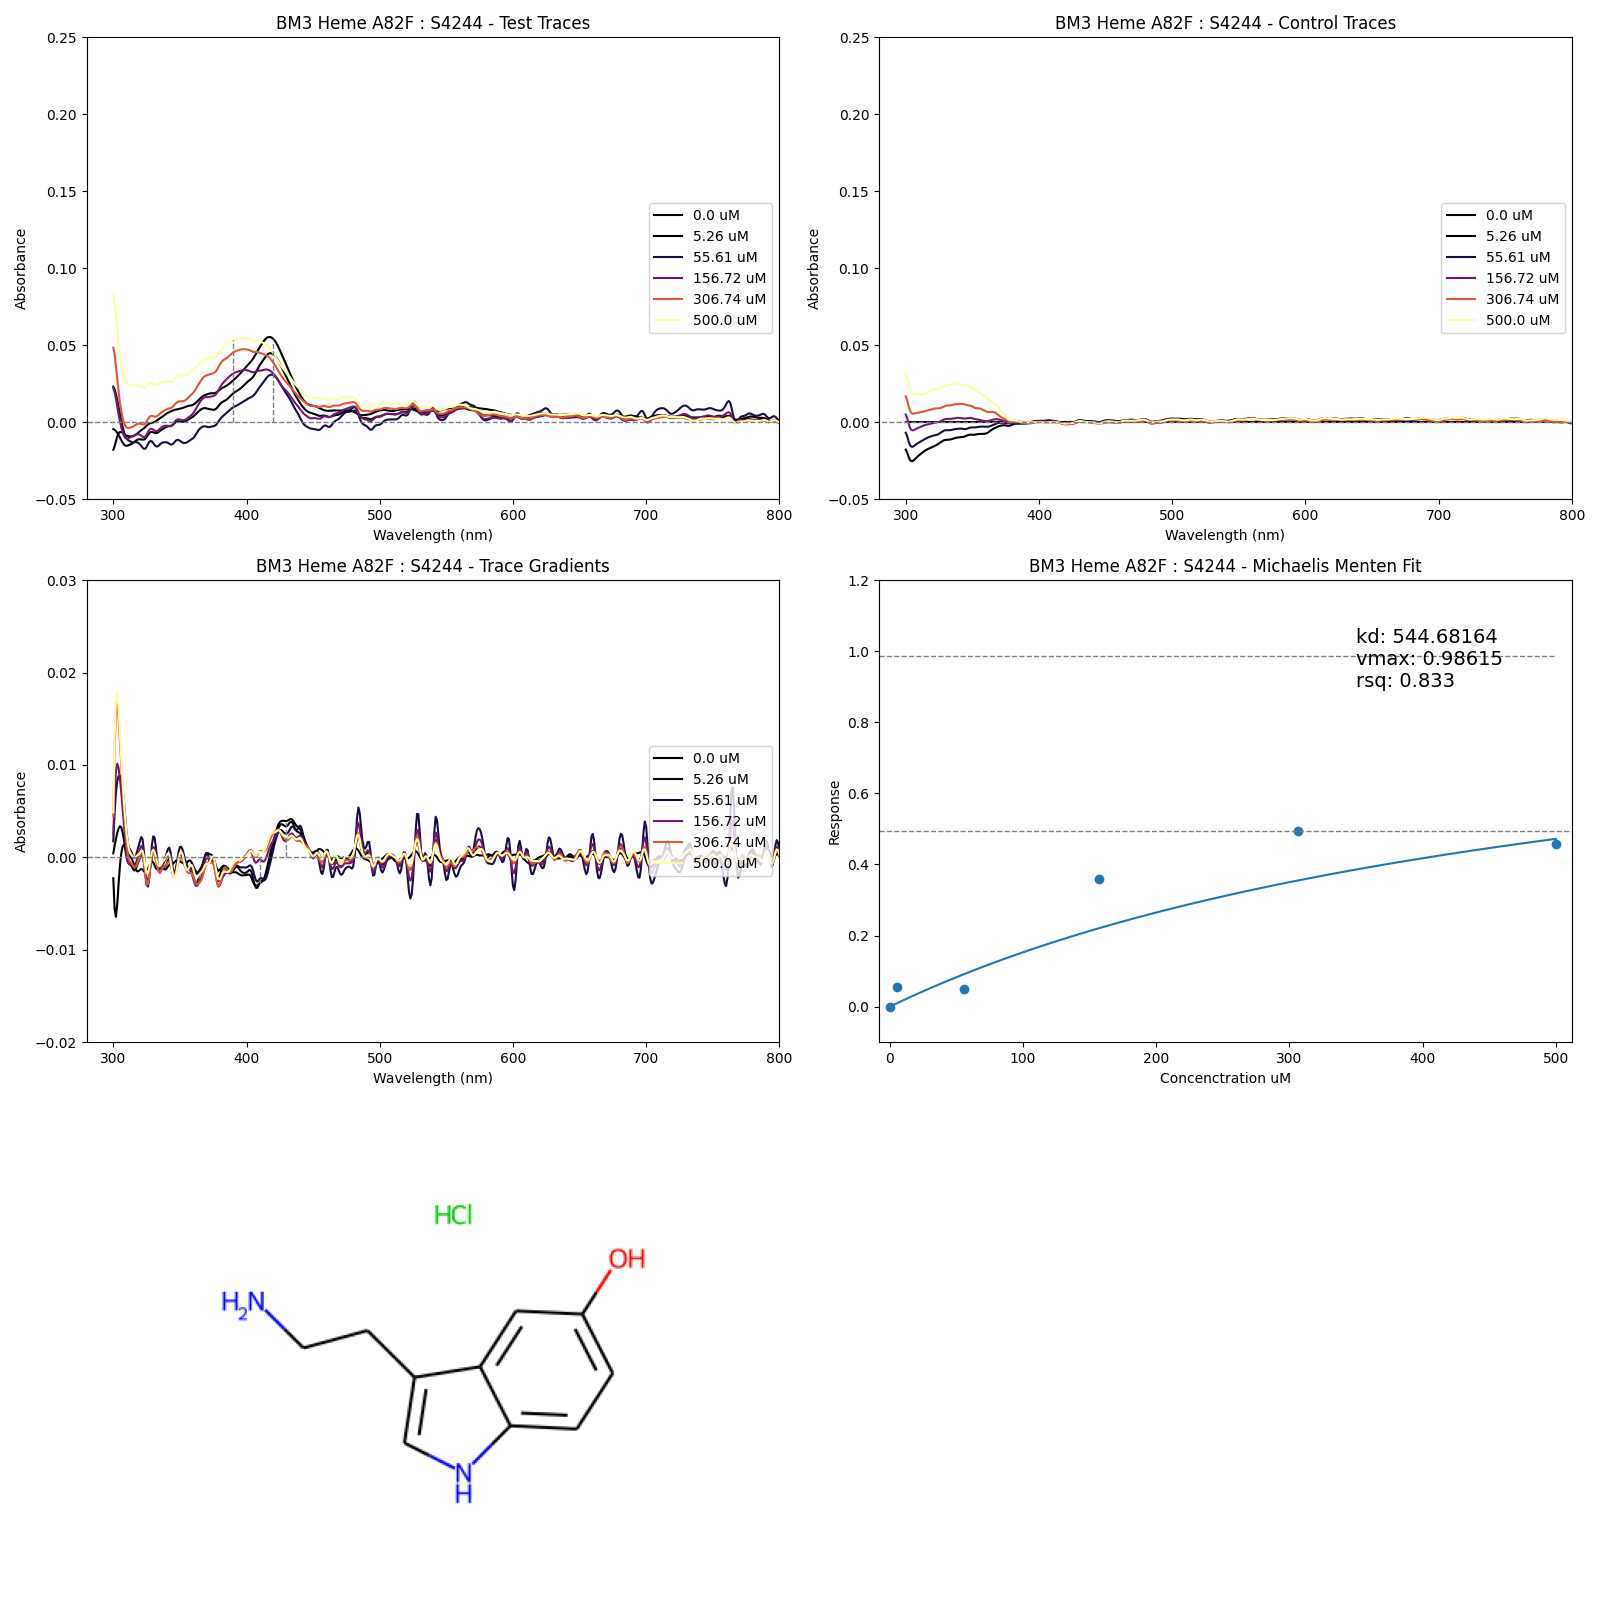 BM3 Heme A82F : S4244 - Test Traces
0.25
0.20
0.15
0.10
0.05
0.00
−0.05
Absorbance
300
400
500
600
700
800
Wavelength (nm)
0.0 uM
5.26 uM
55.61 uM
156.72 uM
306.74 uM
500.0 uM
BM3 Heme A82F : S4244 - Control Traces
0.25
0.20
0.15
0.10
0.05
0.00
−0.05
Absorbance
300
400
500
600
700
800
Wavelength (nm)
0.0 uM
5.26 uM
55.61 uM
156.72 uM
306.74 uM
500.0 uM
BM3 Heme A82F : S4244 - Trace Gradients
0.03
0.02
0.01
0.00
−0.01
−0.02
Absorbance
300
400
500
600
700
800
Wavelength (nm)
0.0 uM
5.26 uM
55.61 uM
156.72 uM
306.74 uM
500.0 uM
BM3 Heme A82F : S4244 - Michaelis Menten Fit
1.2
1.0
0.8
0.6
0.4
0.2
0.0
Response
0
100
200
300
400
500
Concenctration uM
kd: 544.68164
vmax: 0.98615
rsq: 0.833
HCl
OH
H2N
N
H